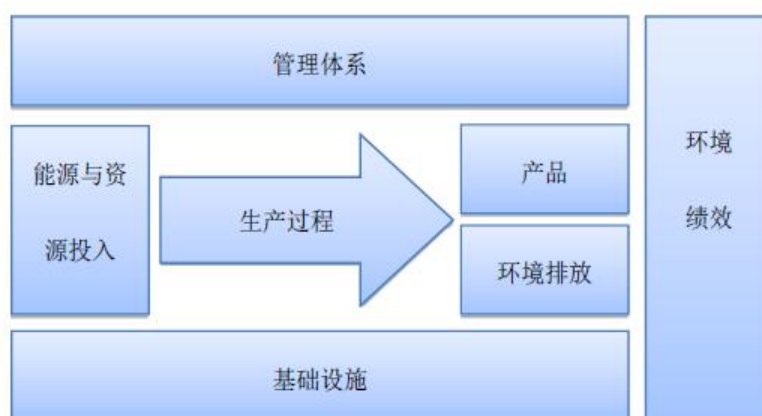 管理体系
能源与资
源投入
生产过程
产品
环境排放
基础设施
环境
绩效